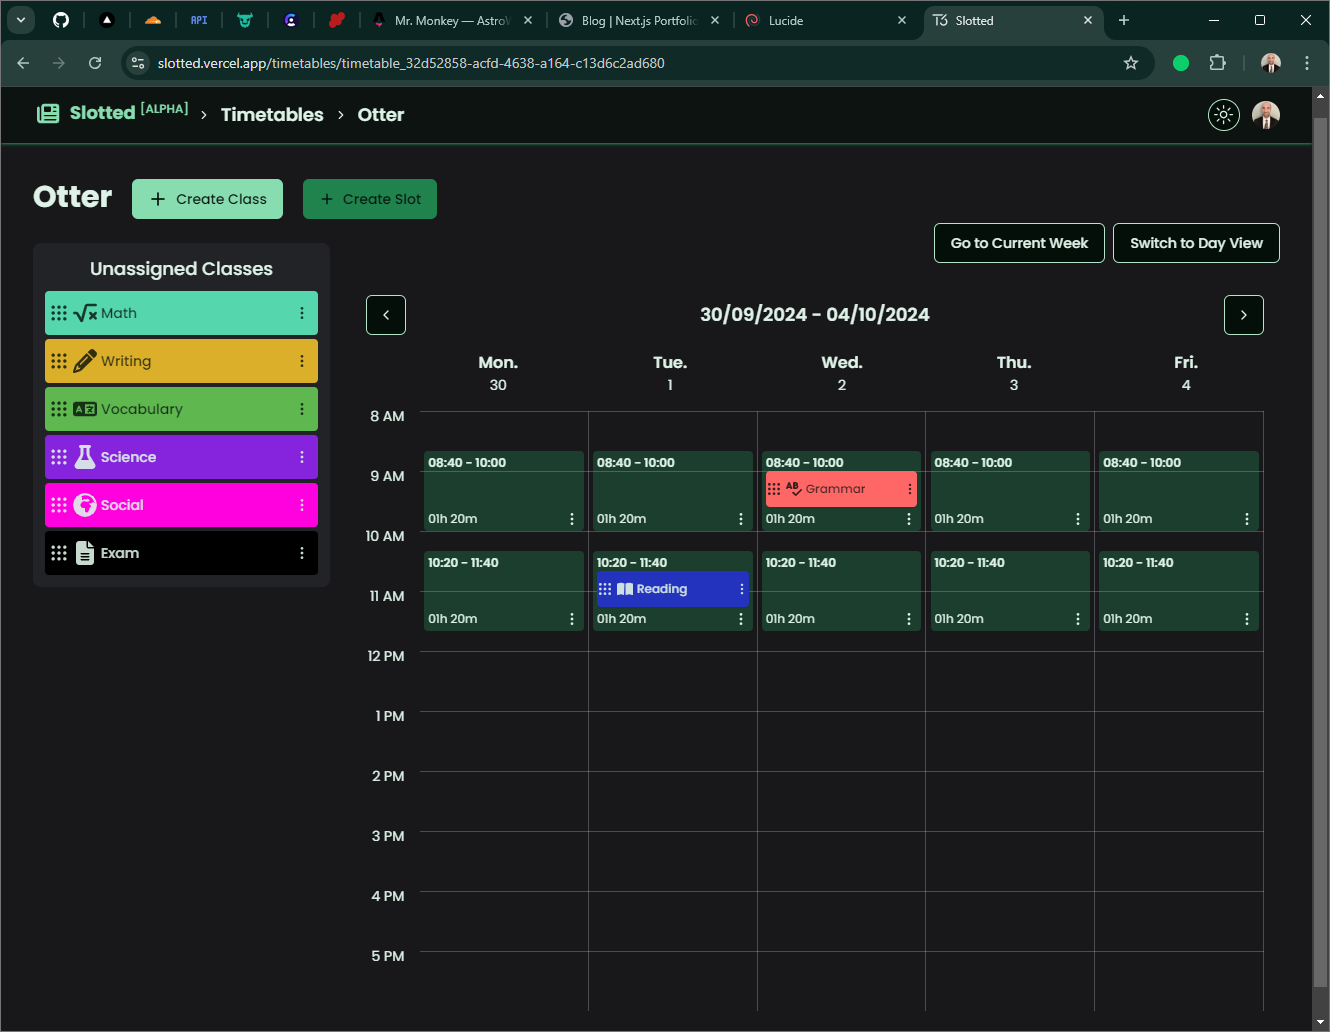 API
Mr. Monkey — Astro
Blog | Next.js Portfolio
Lucide
Slotted
slotted.vercel.app/timetables/timetable_32d52858-acfd-4638-a164-c13d6c2ad680
Slotted [ALPHA] › Timetables › Otter
Otter
+ Create Class
+ Create Slot
Go to Current Week
Switch to Day View
Unassigned Classes
Math
Writing
Vocabulary
Science
Social
Exam
30/09/2024 - 04/10/2024
Mon. Tue. Wed. Thu. Fri.
30 1 2 3 4
8 AM
08:40 - 10:00 08:40 - 10:00 08:40 - 10:00 08:40 - 10:00 08:40 - 10:00
9 AM
Grammar
01h 20m 01h 20m 01h 20m 01h 20m 01h 20m
10 AM
10:20 - 11:40 10:20 - 11:40 10:20 - 11:40 10:20 - 11:40 10:20 - 11:40
Reading
11 AM
01h 20m 01h 20m 01h 20m 01h 20m 01h 20m
12 PM
1 PM
2 PM
3 PM
4 PM
5 PM